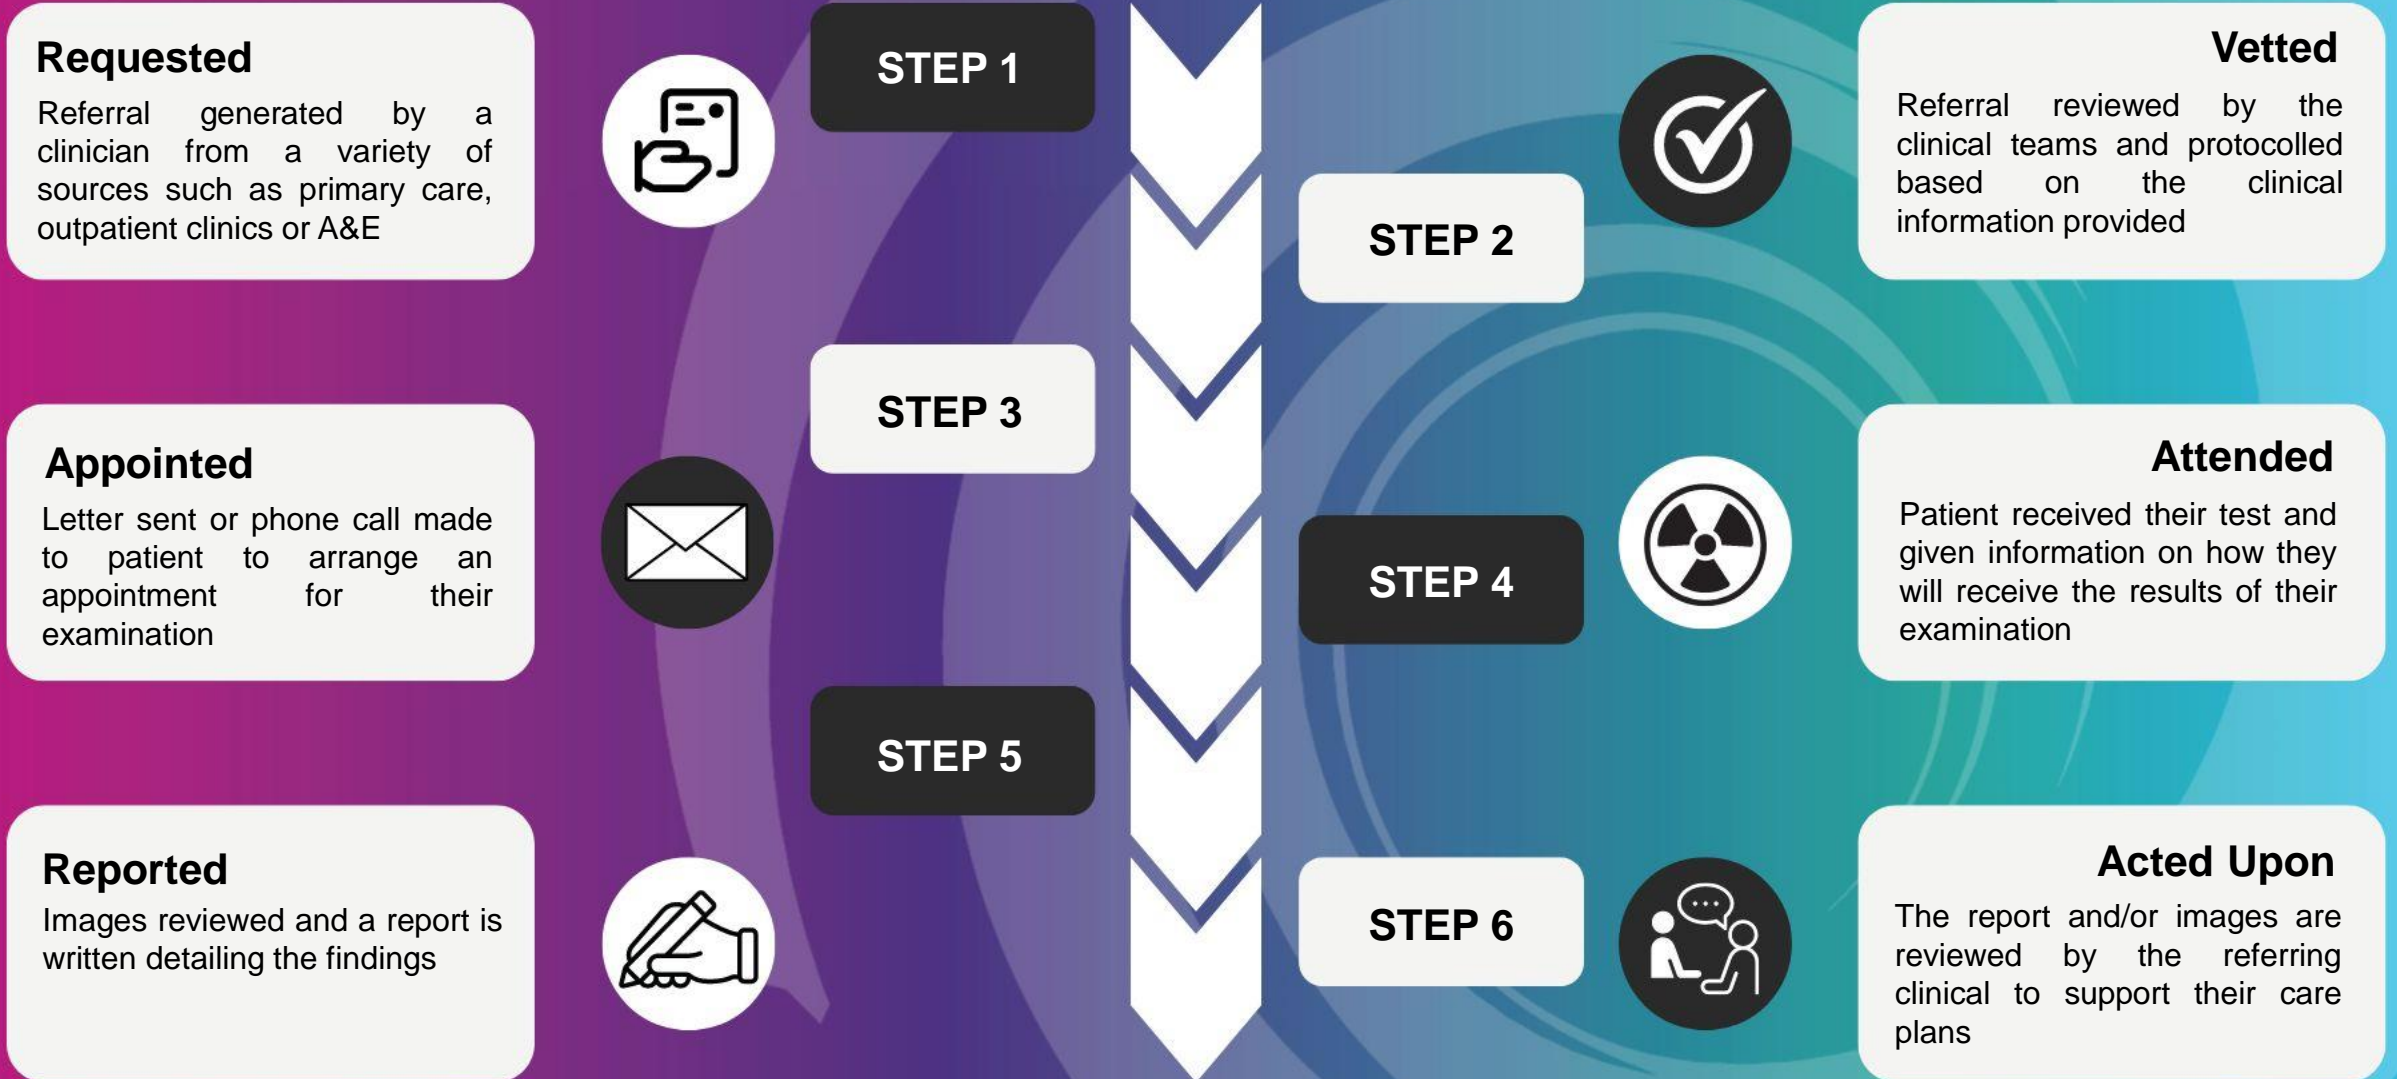 STEP 1
Requested
Referral generated by a
clinician from a variety of
sources such as primary care,
outpatient clinics or A&E
STEP 2
Vetted
Referral reviewed by the
clinical teams and protocolled
based on the clinical
information provided
STEP 3
Appointed
Letter sent or phone call made
to patient to arrange an
appointment for their
examination
STEP 4
Attended
Patient received their test and
given information on how they
will receive the results of their
examination
STEP 5
Reported
Images reviewed and a report is
written detailing the findings
STEP 6
Acted Upon
The report and/or images are
reviewed by the referring
clinical to support their care
plans